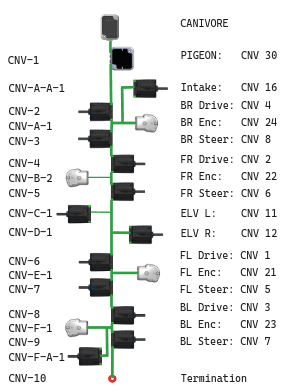 CANIVORE
CNV-1 PIGEON: CNV 30
CNV-A-A-1 Intake: CNV 16
CNV-2 BR Drive: CNV 4
CNV-A-1 BR Enc: CNV 24
CNV-3 BR Steer: CNV 8
CNV-4 FR Drive: CNV 2
CNV-B-2 FR Enc: CNV 22
CNV-5 FR Steer: CNV 6
CNV-C-1 ELV L: CNV 11
CNV-D-1 ELV R: CNV 12
CNV-6 FL Drive: CNV 1
CNV-E-1 FL Enc: CNV 21
CNV-7 FL Steer: CNV 5
CNV-8 BL Drive: CNV 3
CNV-F-1 BL Enc: CNV 23
CNV-9 BL Steer: CNV 7
CNV-F-A-1
CNV-10 Termination